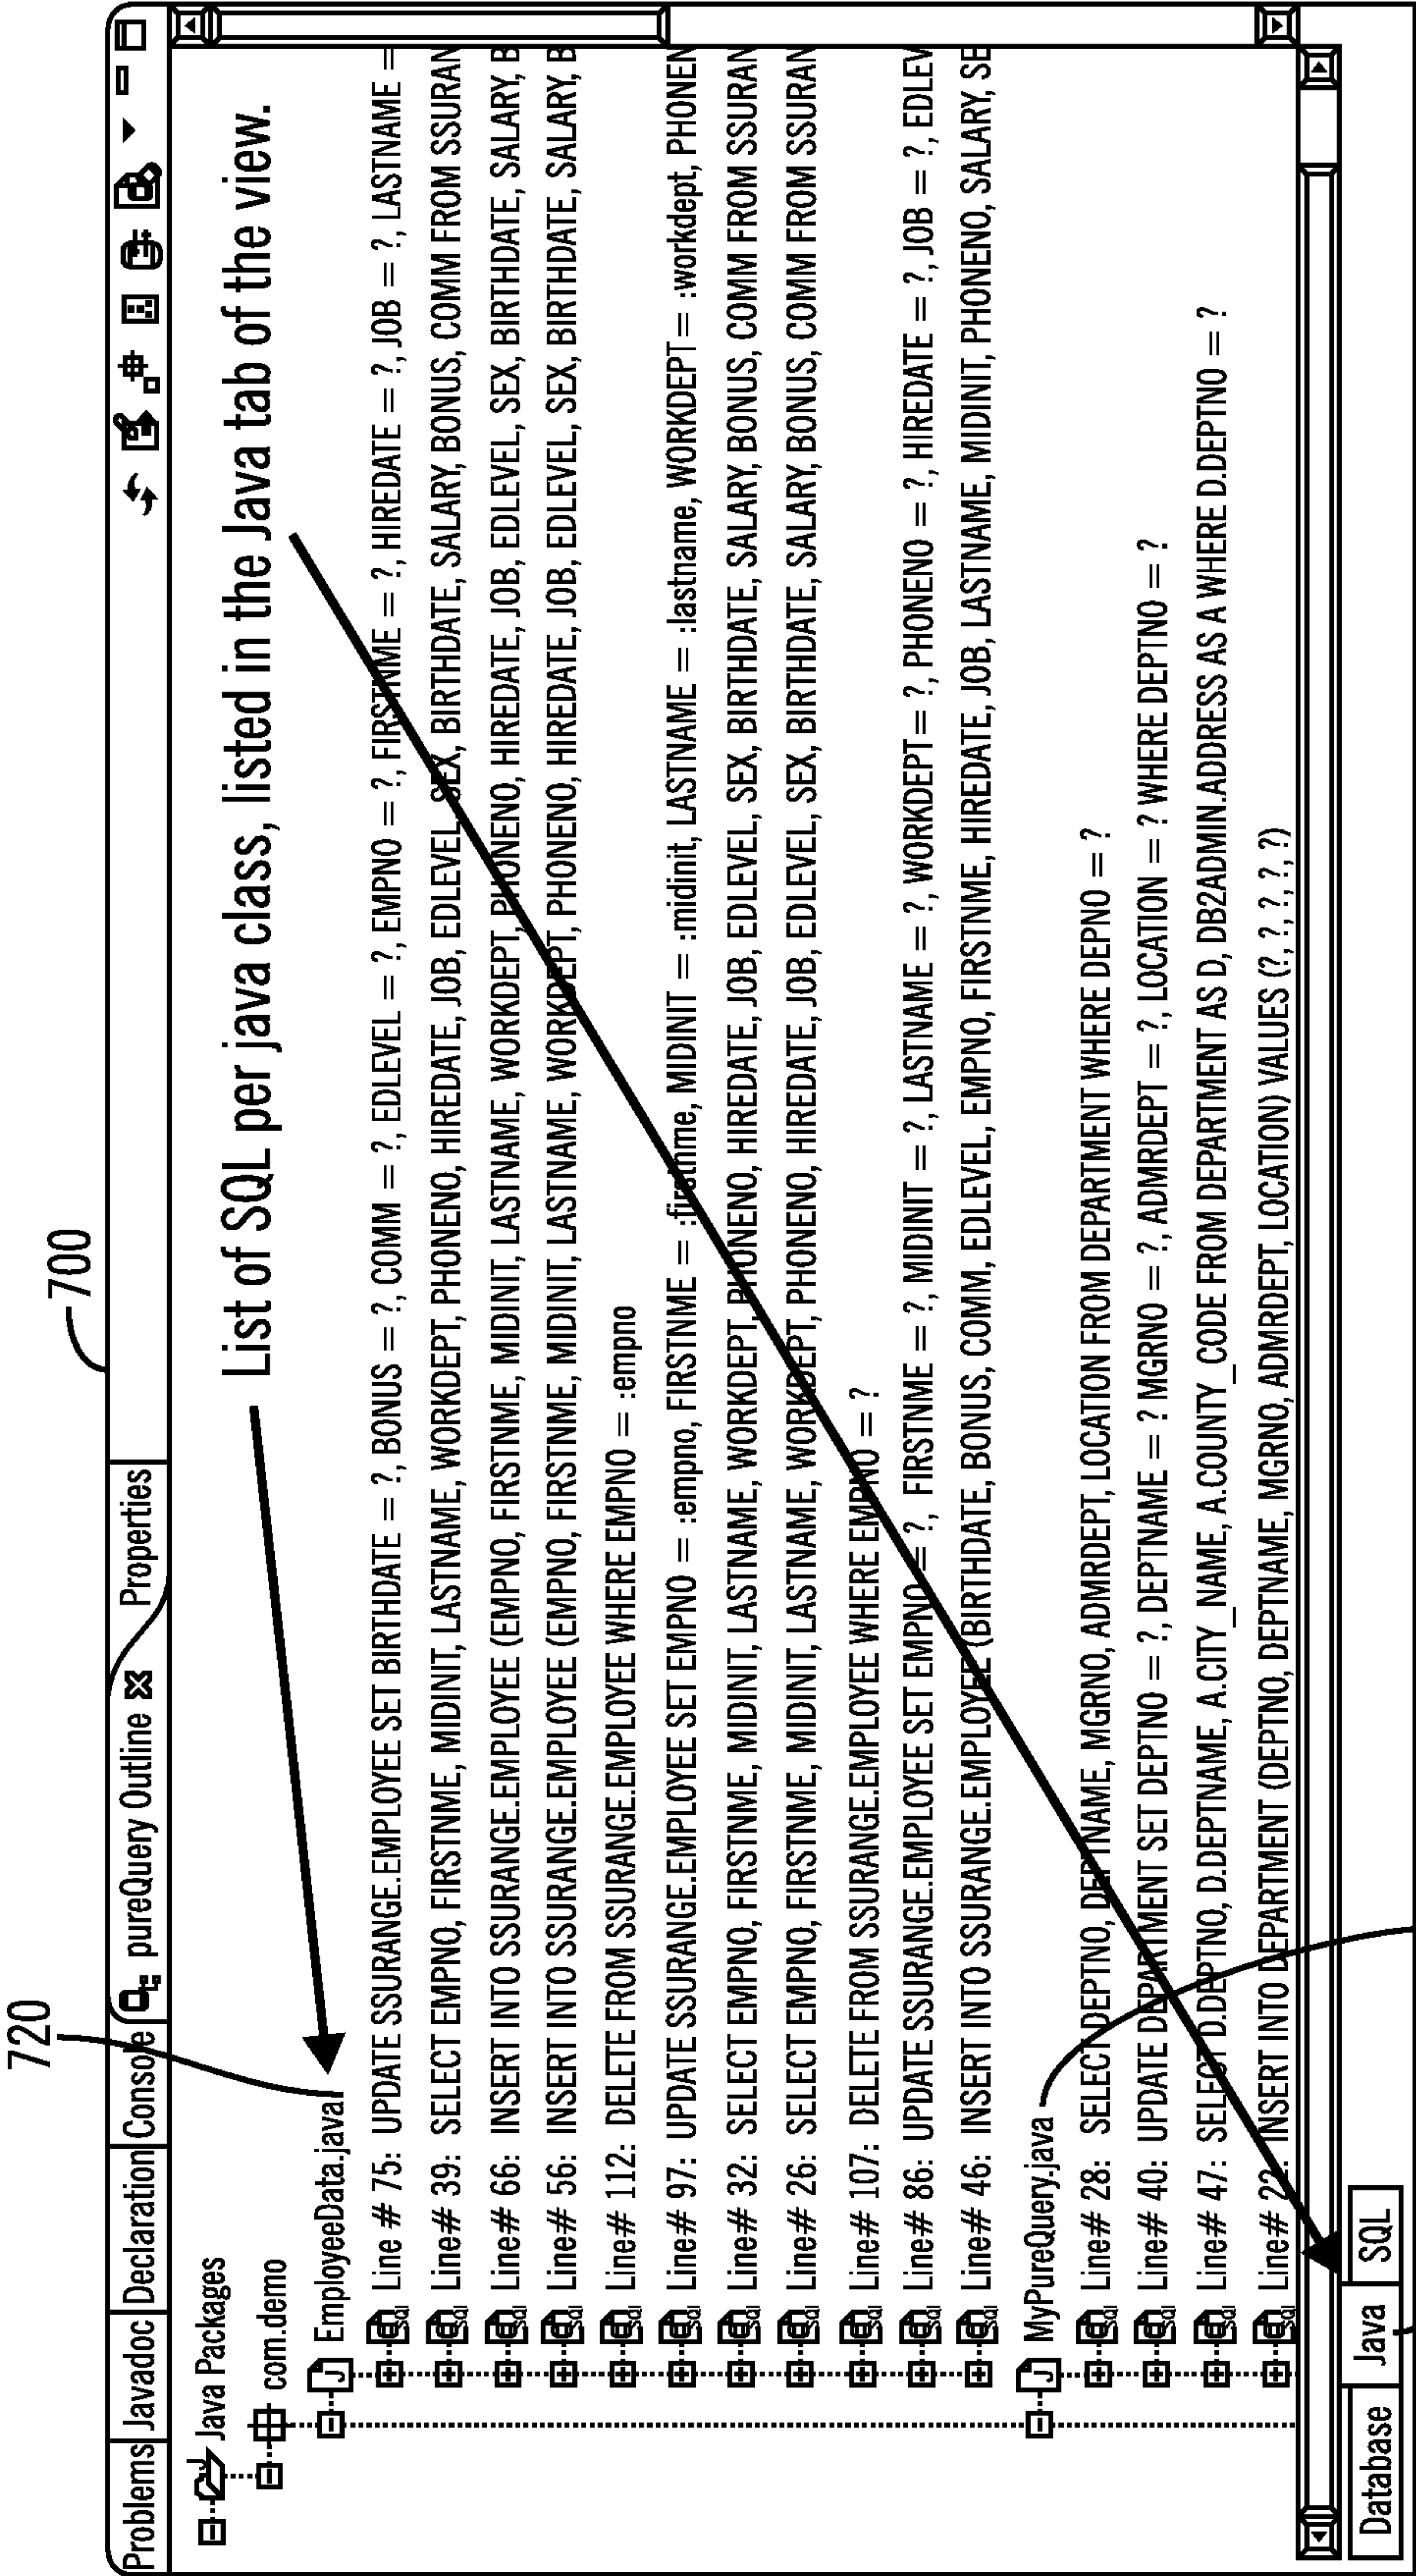 700
720
Problems Javadoc Declaration Console pureQuery Outline Properties
List of SQL per java class, listed in the Java tab of the view.
Java Packages
com.demo
EmployeeData.java
Line # 75: UPDATE SSURANGE.EMPLOYEE SET BIRTHDATE = ?, BONUS = ?, COMM = ?, EDLEVEL = ?, EMPNO = ?, FIRSTNME = ?, HIREDATE = ?, JOB = ?, LASTNAME =
Line# 39: SELECT EMPNO, FIRSTNME, MIDINIT, LASTNAME, WORKDEPT, PHONENO, HIREDATE, JOB, EDLEVEL, SEX, BIRTHDATE, SALARY, BONUS, COMM FROM SSURAN
Line# 66: INSERT INTO SSURANGE.EMPLOYEE (EMPNO, FIRSTNME, MIDINIT, LASTNAME, WORKDEPT, PHONENO, HIREDATE, JOB, EDLEVEL, SEX, BIRTHDATE, SALARY, B
Line# 56: INSERT INTO SSURANGE.EMPLOYEE (EMPNO, FIRSTNME, MIDINIT, LASTNAME, WORKDEPT, PHONENO, HIREDATE, JOB, EDLEVEL, SEX, BIRTHDATE, SALARY, B
Line# 112: DELETE FROM SSURANGE.EMPLOYEE WHERE EMPNO = :empno
Line# 97: UPDATE SSURANGE.EMPLOYEE SET EMPNO = :empno, FIRSTNME = :firstnme, MIDINIT = :midinit, LASTNAME = :lastname, WORKDEPT = :workdept, PHONEN
Line# 32: SELECT EMPNO, FIRSTNME, MIDINIT, LASTNAME, WORKDEPT, PHONENO, HIREDATE, JOB, EDLEVEL, SEX, BIRTHDATE, SALARY, BONUS, COMM FROM SSURAN
Line# 26: SELECT EMPNO, FIRSTNME, MIDINIT, LASTNAME, WORKDEPT, PHONENO, HIREDATE, JOB, EDLEVEL, SEX, BIRTHDATE, SALARY, BONUS, COMM FROM SSURAN
Line# 107: DELETE FROM SSURANGE.EMPLOYEE WHERE EMPNO = ?
Line# 86: UPDATE SSURANGE.EMPLOYEE SET EMPNO = ?, FIRSTNME = ?, MIDINIT = ?, LASTNAME = ?, WORKDEPT = ?, PHONENO = ?, HIREDATE = ?, JOB = ?, EDLEV
Line# 46: INSERT INTO SSURANGE.EMPLOYEE (BIRTHDATE, BONUS, COMM, EDLEVEL, EMPNO, FIRSTNME, HIREDATE, JOB, LASTNAME, MIDINIT, PHONENO, SALARY, SE
MyPureQuery.java
Line# 28: SELECT DEPTNO, DEPTNAME, MGRNO, ADMRDEPT, LOCATION FROM DEPARTMENT WHERE DEPNO = ?
Line# 40: UPDATE DEPARTMENT SET DEPTNO = ?, DEPTNAME = ? MGRNO = ?, ADMRDEPT = ?, LOCATION = ? WHERE DEPTNO = ?
Line# 47: SELECT D.DEPTNO, D.DEPTNAME, A.CITY_NAME, A.COUNTY_CODE FROM DEPARTMENT AS D, DB2ADMIN.ADDRESS AS A WHERE D.DEPTNO = ?
Line# 22: INSERT INTO DEPARTMENT (DEPTNO, DEPTNAME, MGRNO, ADMRDEPT, LOCATION) VALUES (?, ?, ?, ?, ?)
Database Java SQL